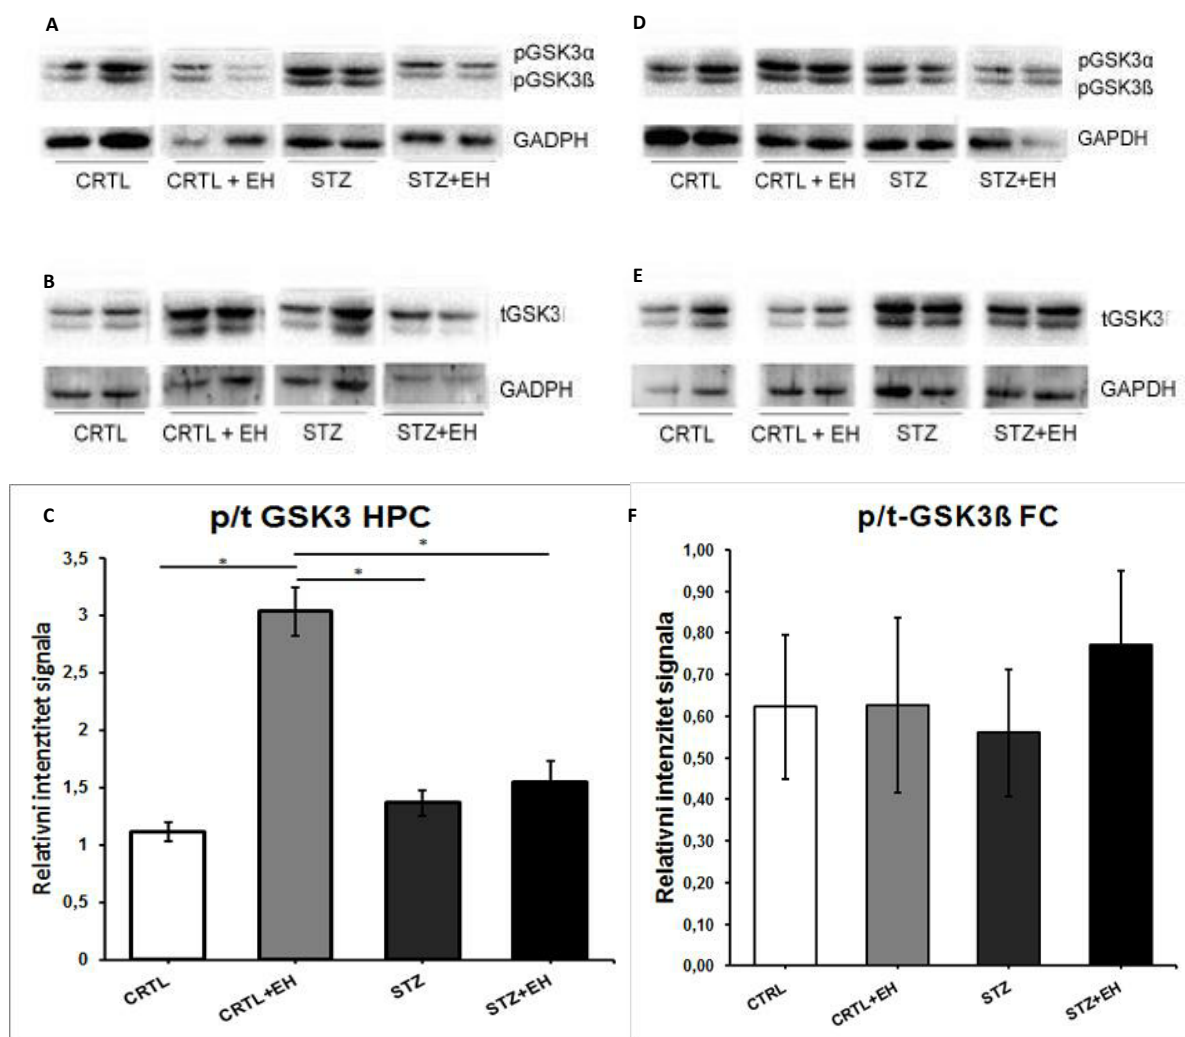 A
pGSK3α
pGSK3ß
GADPH
CRTL CRTL + EH STZ STZ+EH
D
pGSK3α
pGSK3ß
GAPDH
CRTL CRTL + EH STZ STZ+EH
B
tGSK3
GADPH
CRTL CRTL + EH STZ STZ+EH
E
tGSK3
GAPDH
CRTL CRTL + EH STZ STZ+EH
C
p/t GSK3 HPC
Relativni intenztitet signala
3,5
3
2,5
2
1,5
1
0,5
0
* * *
CRTL CRTL+EH STZ STZ+EH
F
p/t-GSK3ß FC
Relativni intenzitet signala
1,00
0,90
0,80
0,70
0,60
0,50
0,40
0,30
0,20
0,10
0,00
CTRL CRTL+EH STZ STZ+EH